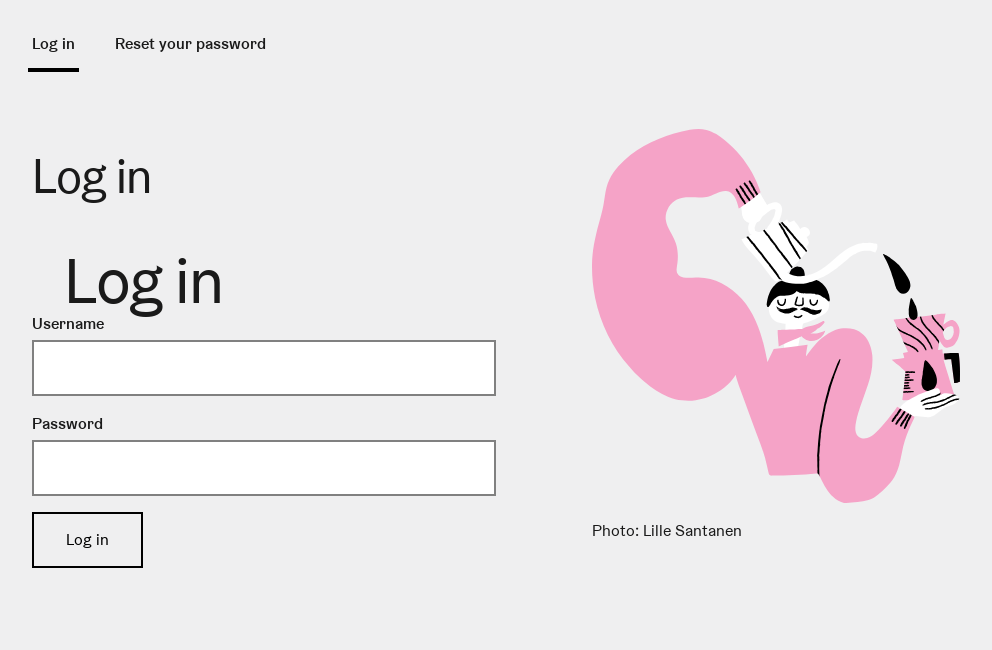 Log in
Reset your password
Log in
Log in
Username
Password
Log in
Photo: Lille Santanen